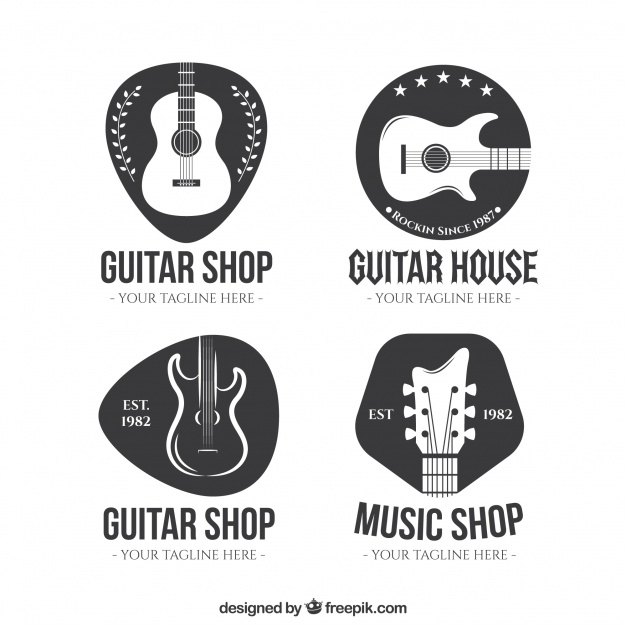 GUITAR SHOP
- YOUR TAGLINE HERE -
ROCKIN SINCE 1987
GUITAR HOUSE
- YOUR TAGLINE HERE -
EST.
1982
GUITAR SHOP
- YOUR TAGLINE HERE -
EST 1982
MUSIC SHOP
- YOUR TAGLINE HERE -
designed by freepik.com